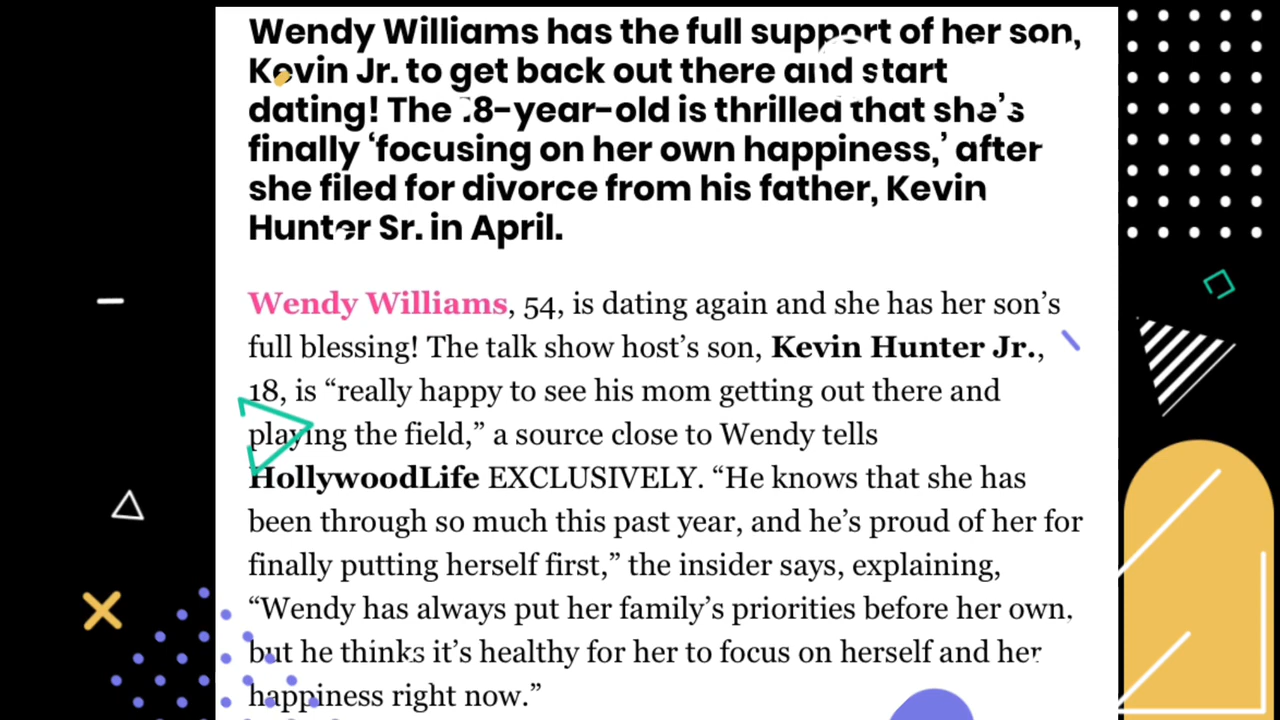 Wendy Williams has the full support of her son,
Kevin Jr. to get back out there and start
dating! The 18-year-old is thrilled that she’s
finally ‘focusing on her own happiness,’ after
she filed for divorce from his father, Kevin
Hunter Sr. in April.
Wendy Williams, 54, is dating again and she has her son’s
full blessing! The talk show host’s son, Kevin Hunter Jr.,
18, is “really happy to see his mom getting out there and
playing the field,” a source close to Wendy tells
HollywoodLife EXCLUSIVELY. “He knows that she has
been through so much this past year, and he’s proud of her for
finally putting herself first,” the insider says, explaining,
“Wendy has always put her family’s priorities before her own,
but he thinks it’s healthy for her to focus on herself and her
happiness right now.”